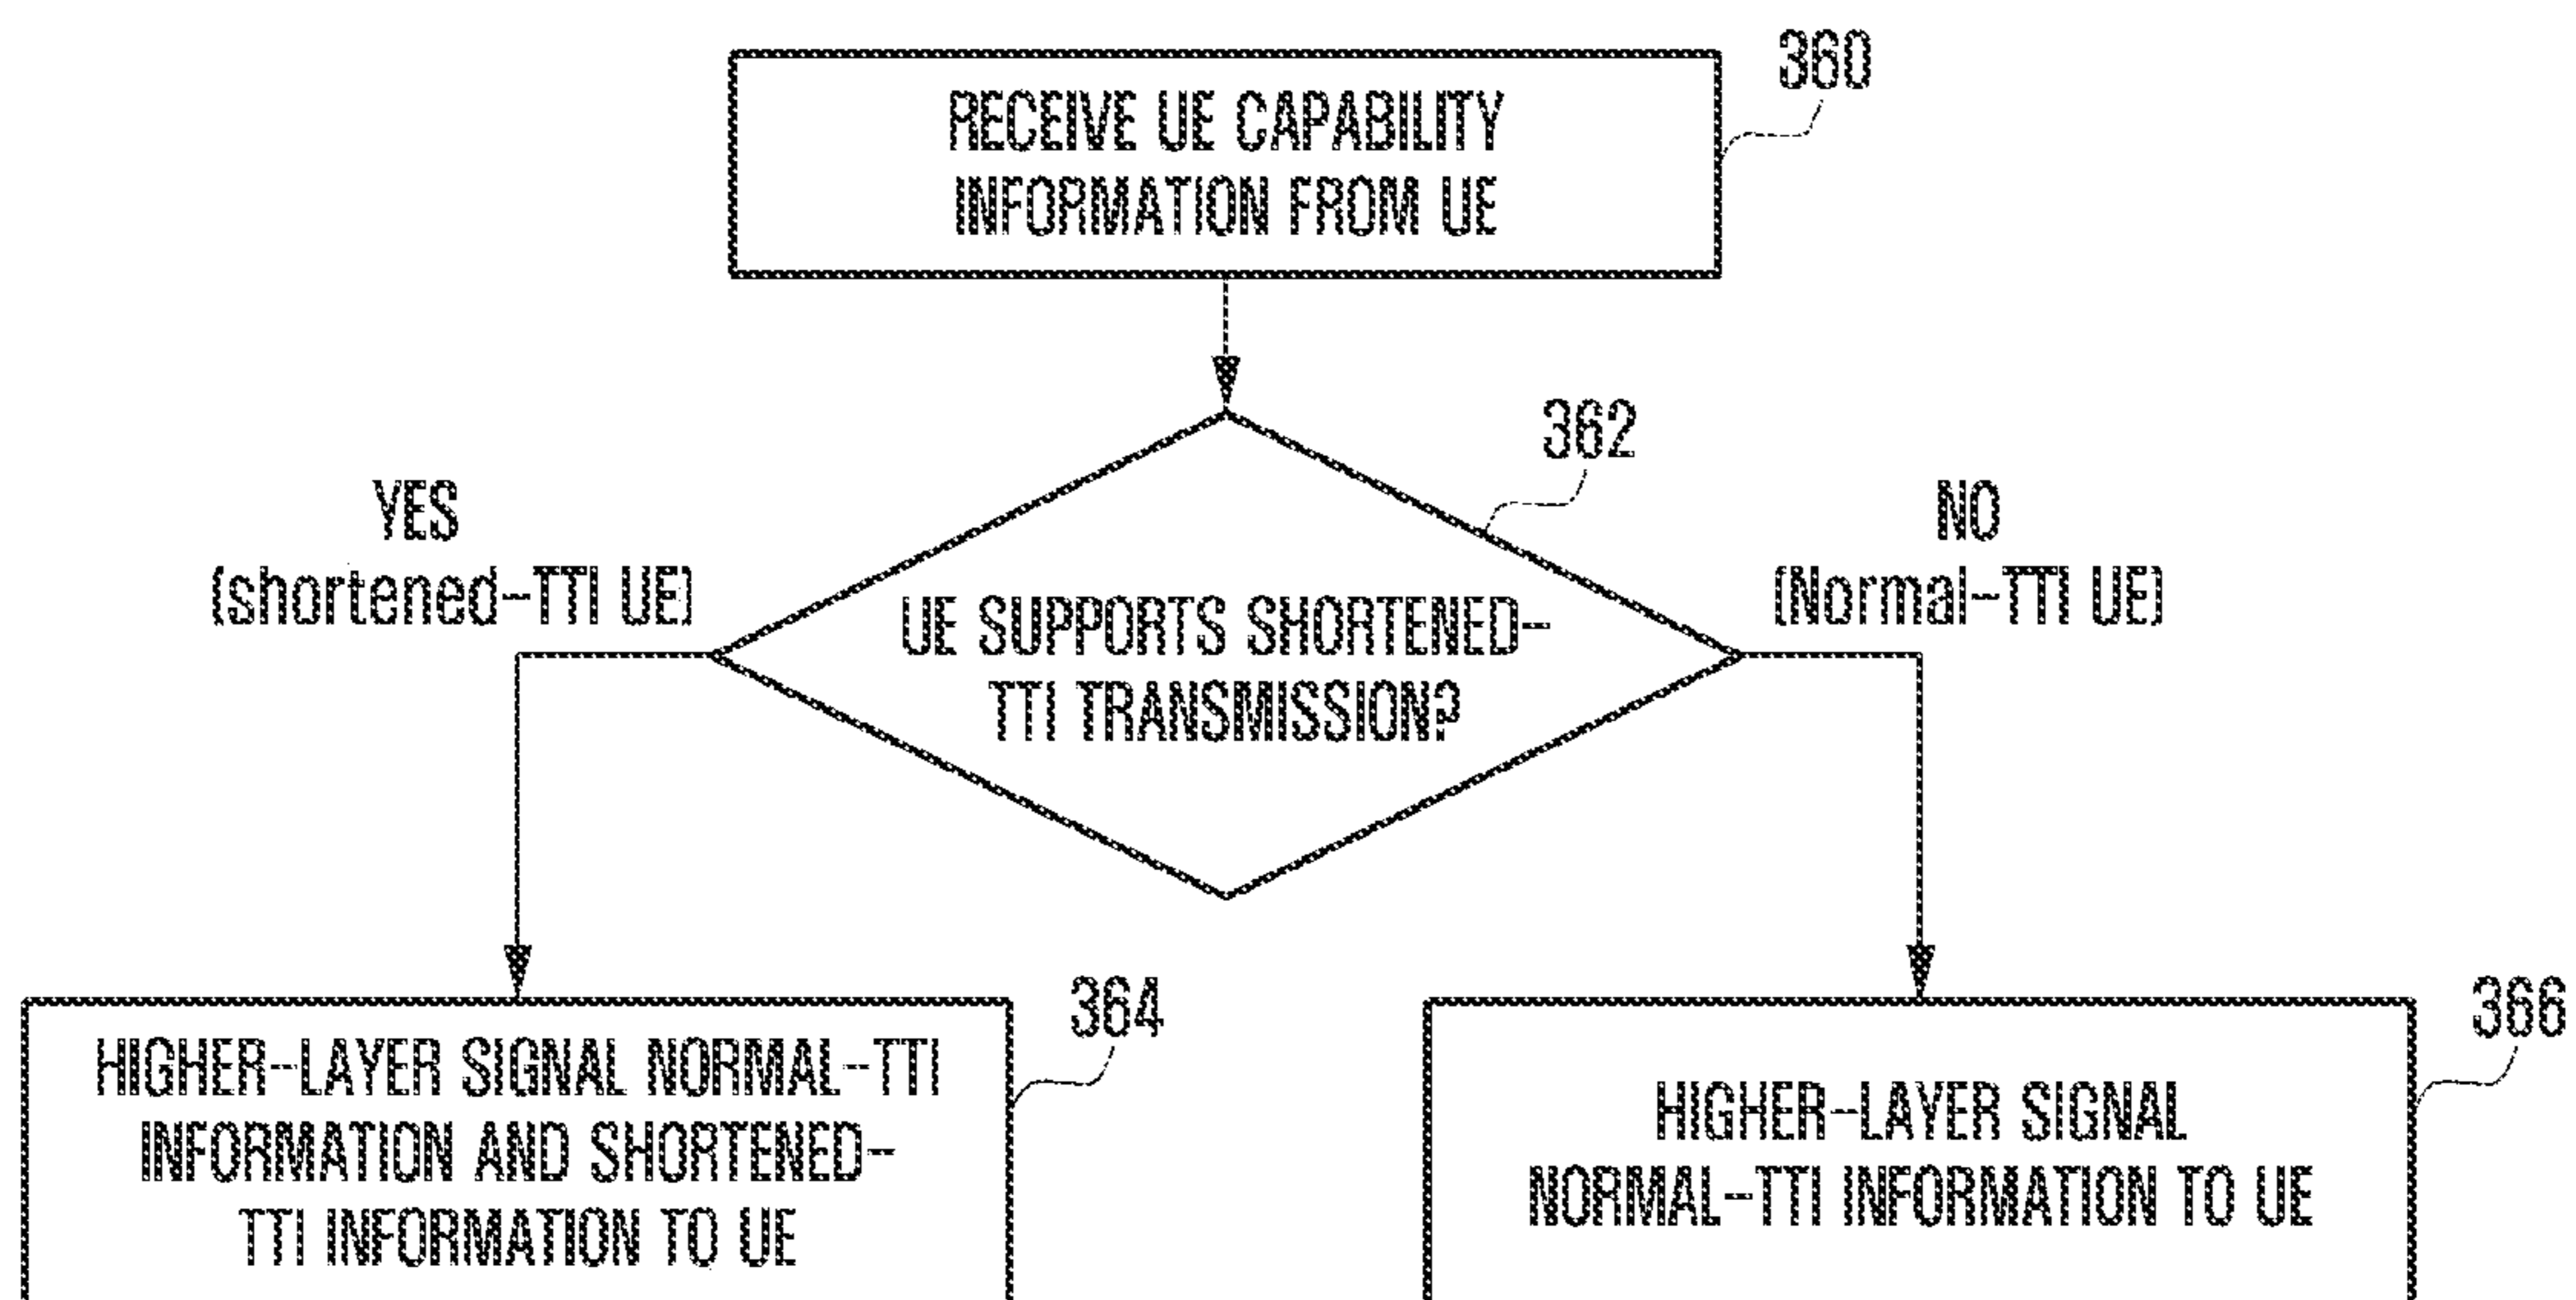 360
RECEIVE UE CAPABILITY
INFORMATION FROM UE
362
YES
(shortened-TTI UE)
NO
(Normal-TTI UE)
UE SUPPORTS SHORTENED-
TTI TRANSMISSION?
364
HIGHER-LAYER SIGNAL NORMAL-TTI
INFORMATION AND SHORTENED-
TTI INFORMATION TO UE
366
HIGHER-LAYER SIGNAL
NORMAL-TTI INFORMATION TO UE